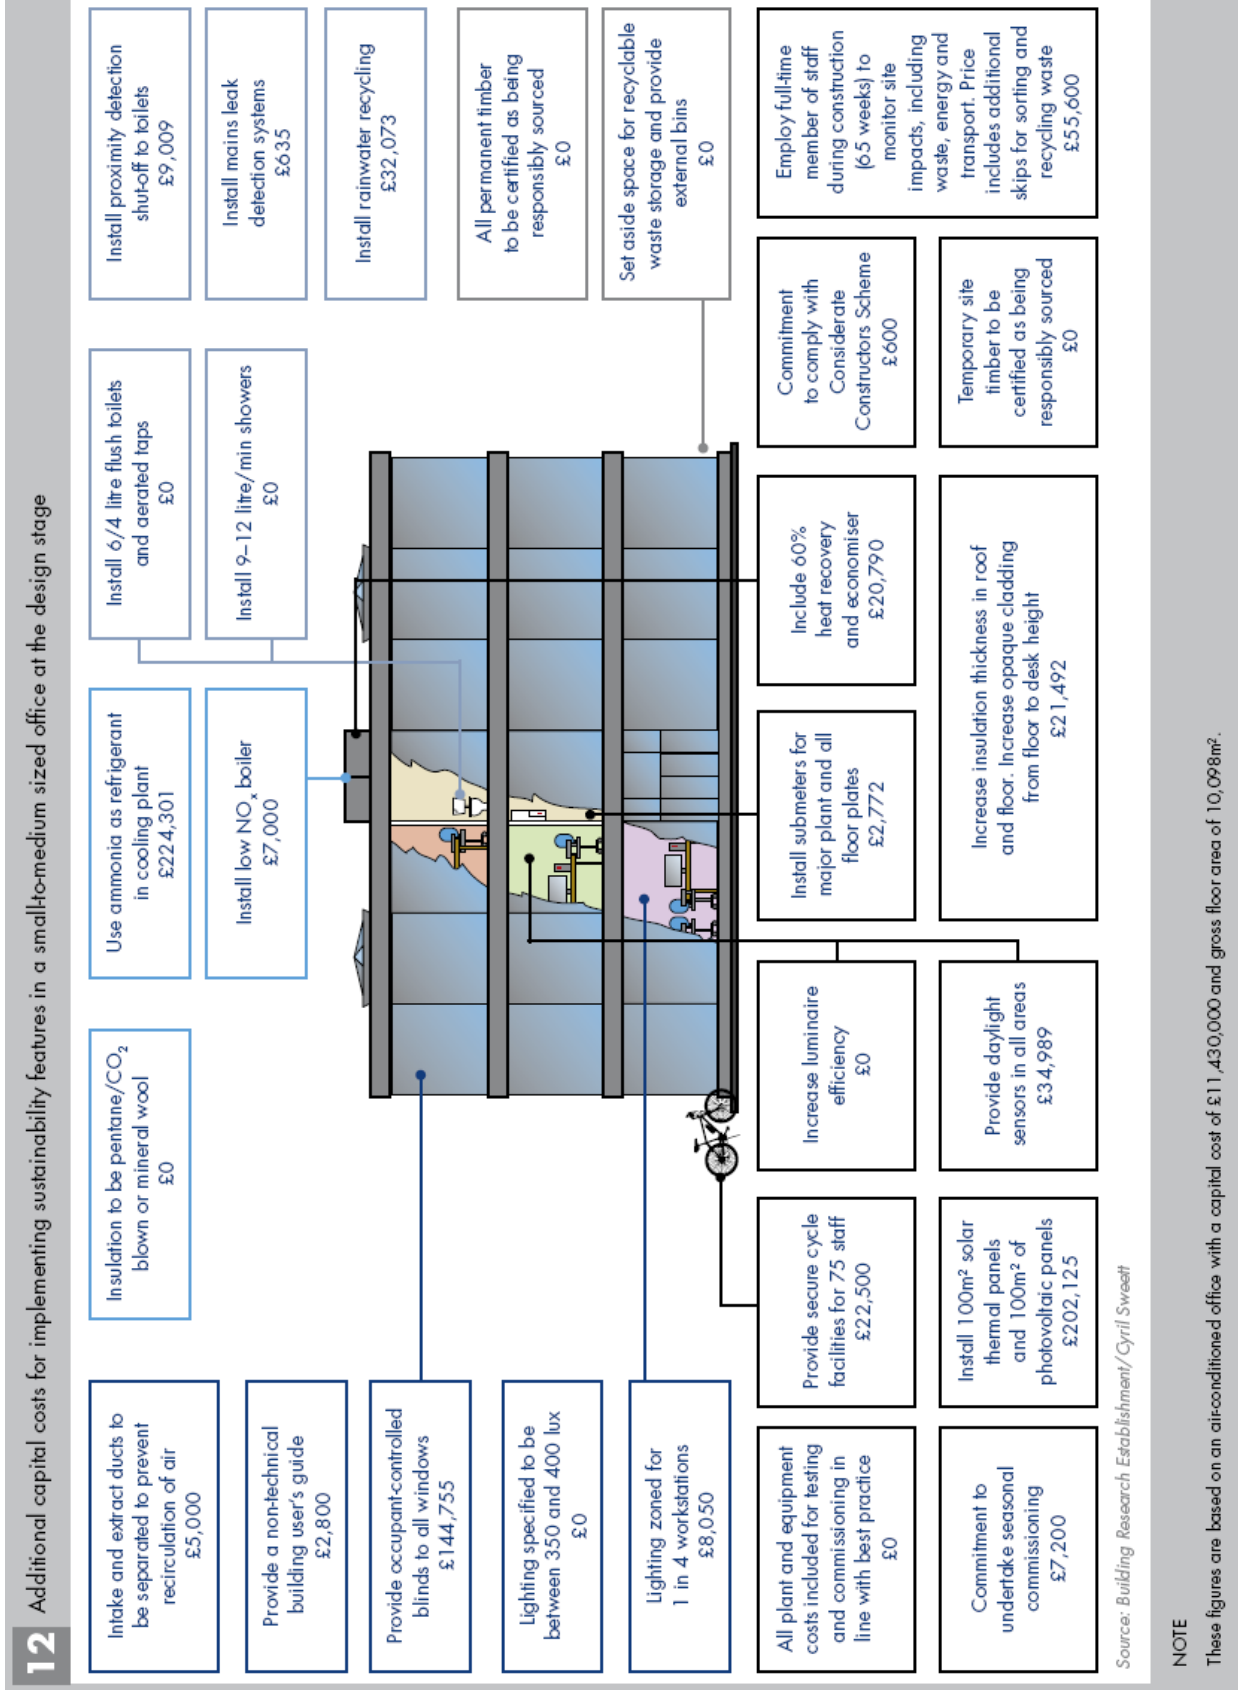 12 Additional capital costs for implementing sustainability features in a small-to-medium sized office at the design stage
Intake and extract ducts to
be separated to prevent
recirculation of air
£5,000
Provide a non-technical
building user's guide
£2,800
Provide occupant-controlled
blinds to all windows
£144,755
Lighting specified to be
between 350 and 400 lux
£0
Lighting zoned for
1 in 4 workstations
£8,050
Insulation to be pentane/CO₂
blown or mineral wool
£0
Use ammonia as refrigerant
in cooling plant
£224,301
Install low NOₓ boiler
£7,000
Install 6/4 litre flush toilets
and aerated taps
£0
Install 9–12 litre/min showers
£0
Install proximity detection
shut-off to toilets
£9,009
Install mains leak
detection systems
£635
Install rainwater recycling
£32,073
All permanent timber
to be certified as being
responsibly sourced
£0
Set aside space for recyclable
waste storage and provide
external bins
£0
All plant and equipment
costs included for testing
and commissioning in
line with best practice
£0
Provide secure cycle
facilities for 75 staff
£22,500
Increase luminaire
efficiency
£0
Install submeters for
major plant and all
floor plates
£2,772
Include 60%
heat recovery
and economiser
£20,790
Commitment
to comply with
Considerate
Constructors Scheme
£600
Employ full-time
member of staff
during construction
(65 weeks) to
monitor site
impacts, including
waste, energy and
transport. Price
includes additional
skips for sorting and
recycling waste
£55,600
Commitment to
undertake seasonal
commissioning
£7,200
Install 100m² solar
thermal panels
and 100m² of
photovoltaic panels
£202,125
Provide daylight
sensors in all areas
£34,989
Increase insulation thickness in roof
and floor. Increase opaque cladding
from floor to desk height
£21,492
Temporary site
timber to be
certified as being
responsibly sourced
£0
Source: Building Research Establishment/Cyril Sweett
NOTE
These figures are based on an air-conditioned office with a capital cost of £11,430,000 and gross floor area of 10,098m².